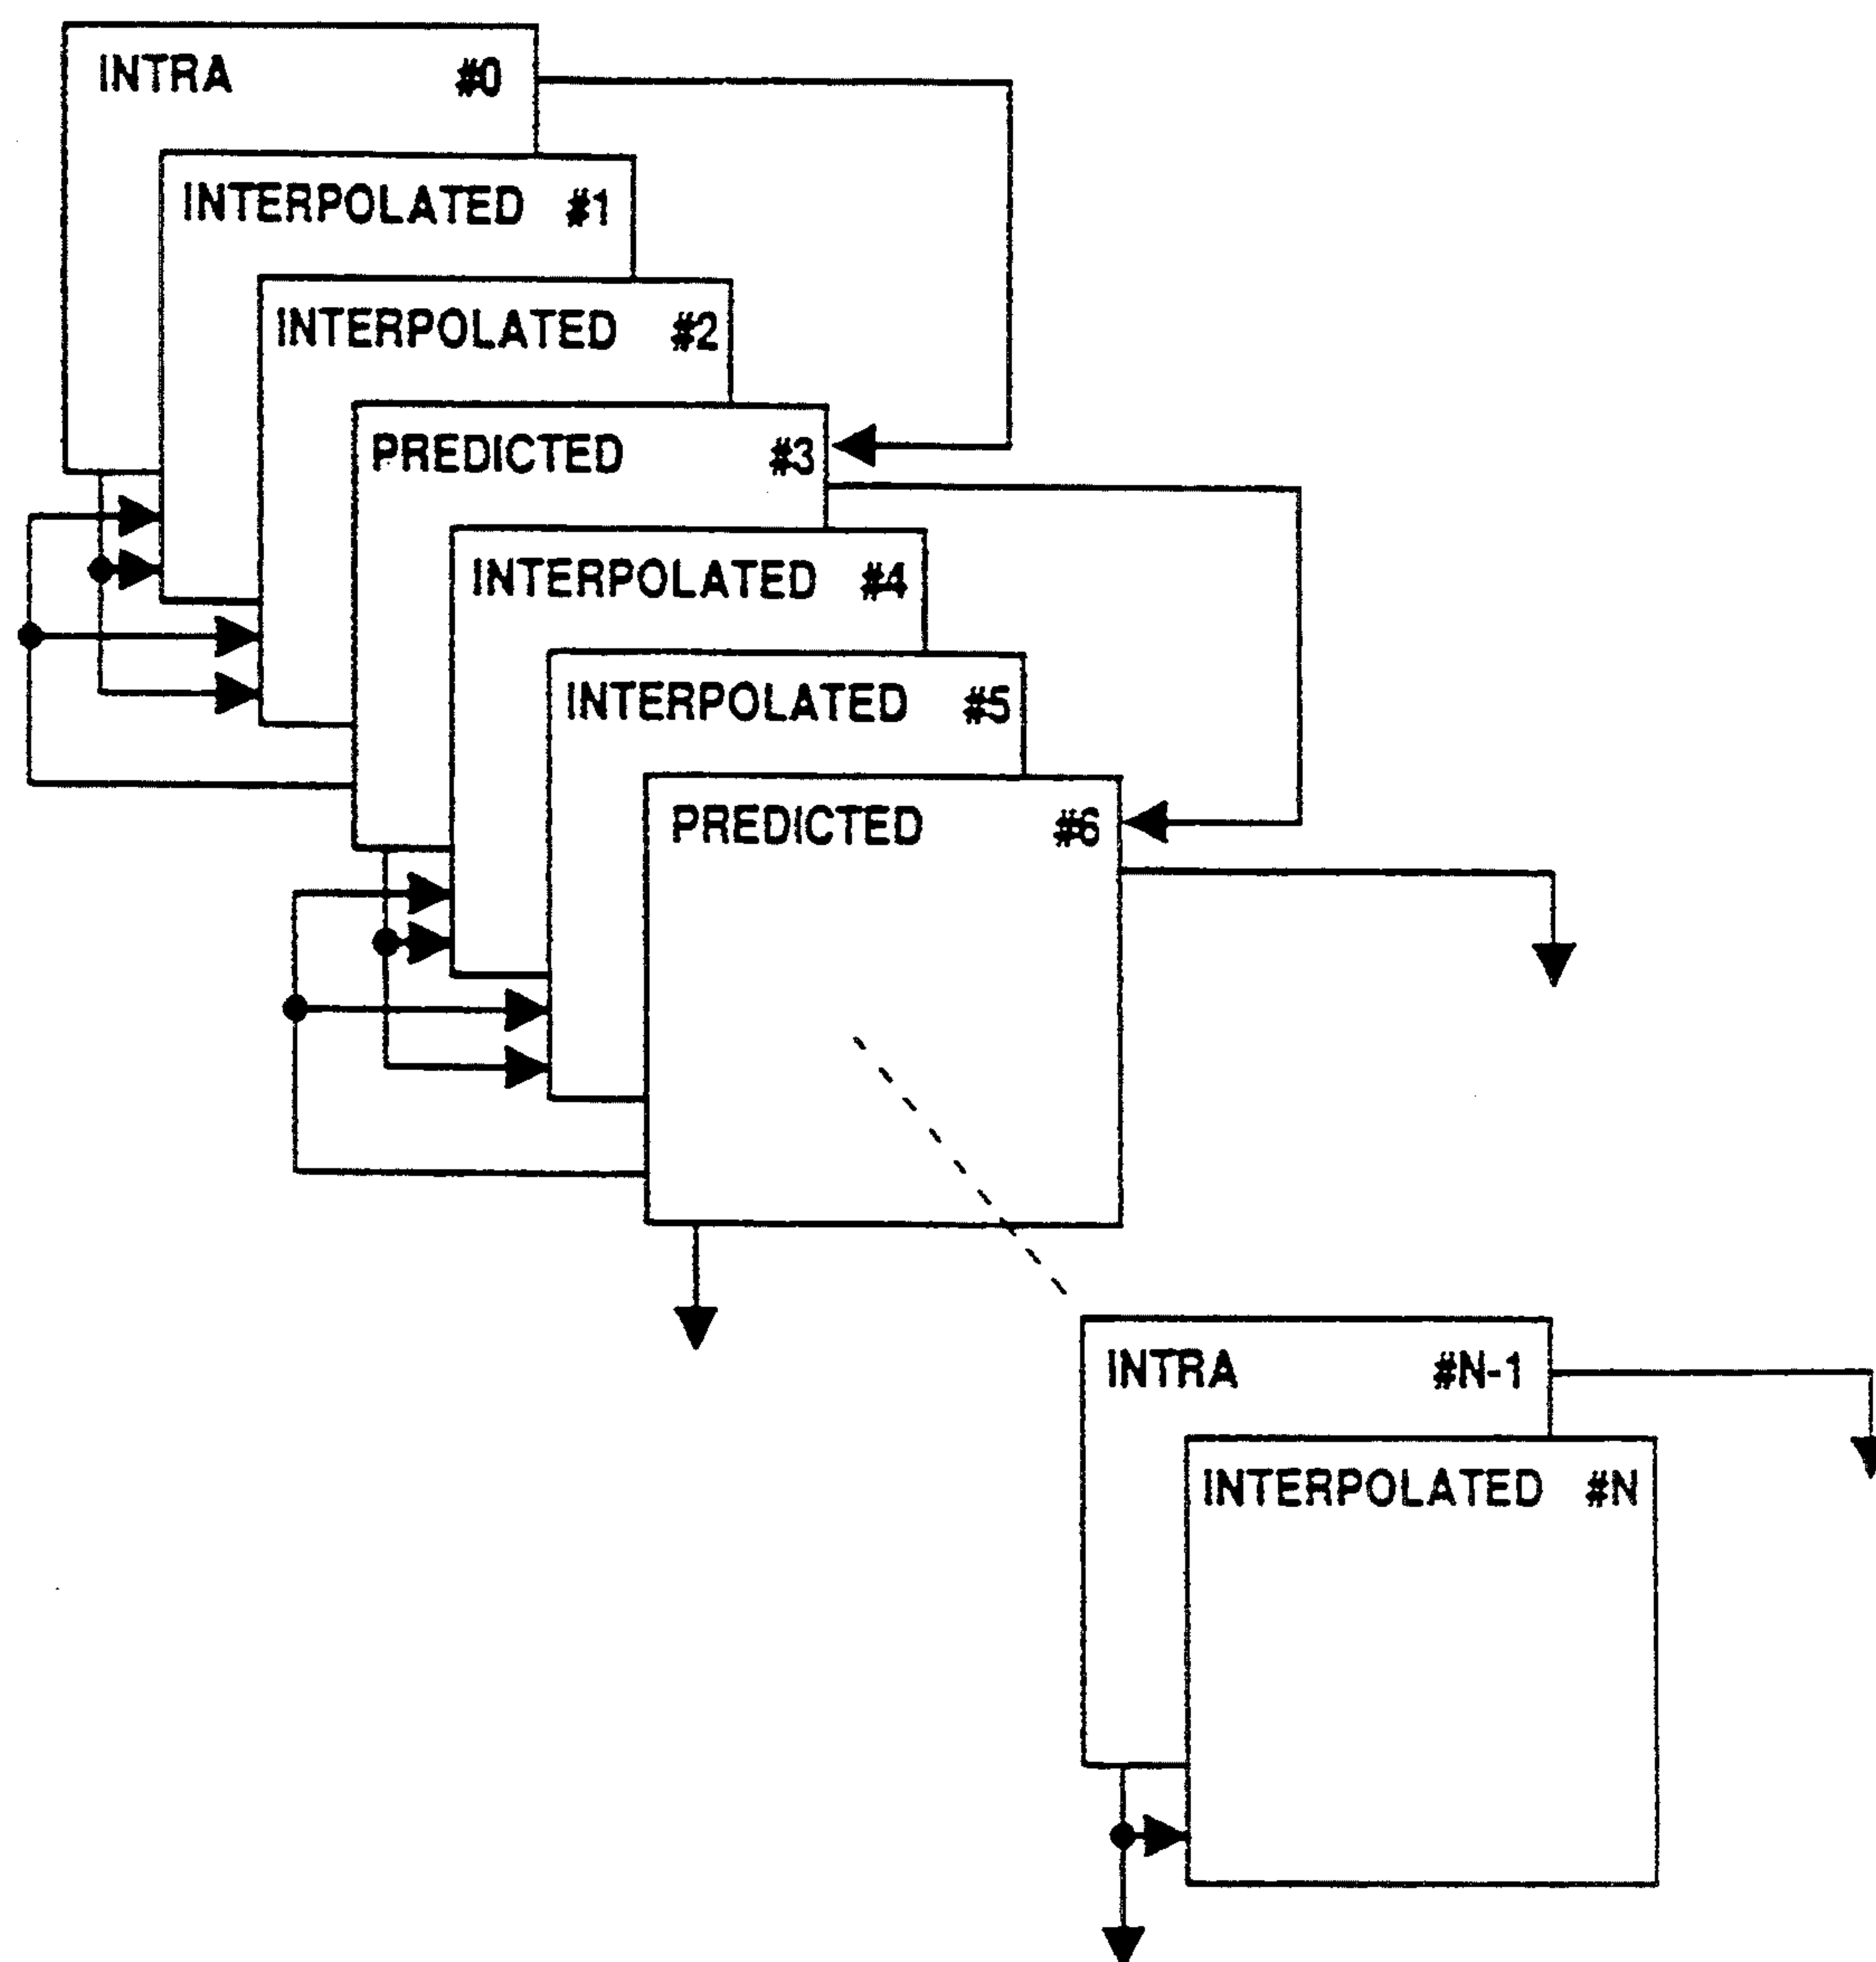 INTRA #0
INTERPOLATED #1
INTERPOLATED #2
PREDICTED #3
INTERPOLATED #4
INTERPOLATED #5
PREDICTED #6
INTRA #N-1
INTERPOLATED #N